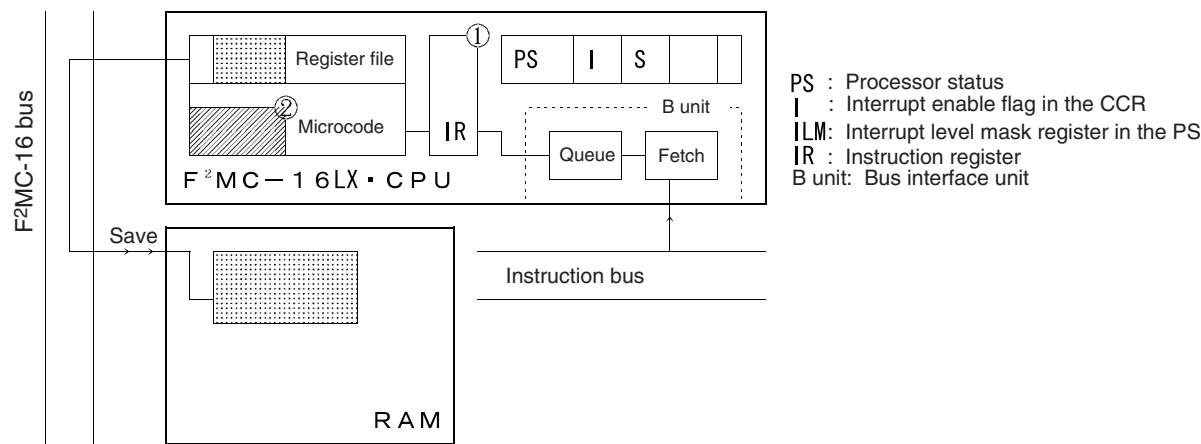 F²MC-16 bus
Register file
②
Microcode
①
IR
PS I S
B unit
Queue
Fetch
F²MC-16LX・CPU
Save
Instruction bus
RAM
PS : Processor status
I : Interrupt enable flag in the CCR
ILM: Interrupt level mask register in the PS
IR : Instruction register
B unit: Bus interface unit